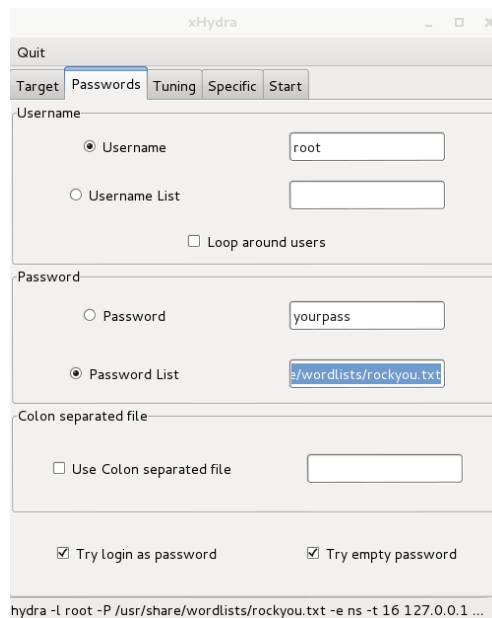 xHydra
Quit
Target Passwords Tuning Specific Start
Username
Username root
Username List
Loop around users
Password
Password yourpass
Password List e/wordlists/rockyou.txt
Colon separated file
Use Colon separated file
Try login as password Try empty password
hydra -l root -P /usr/share/wordlists/rockyou.txt -e ns -t 16 127.0.0.1 ...